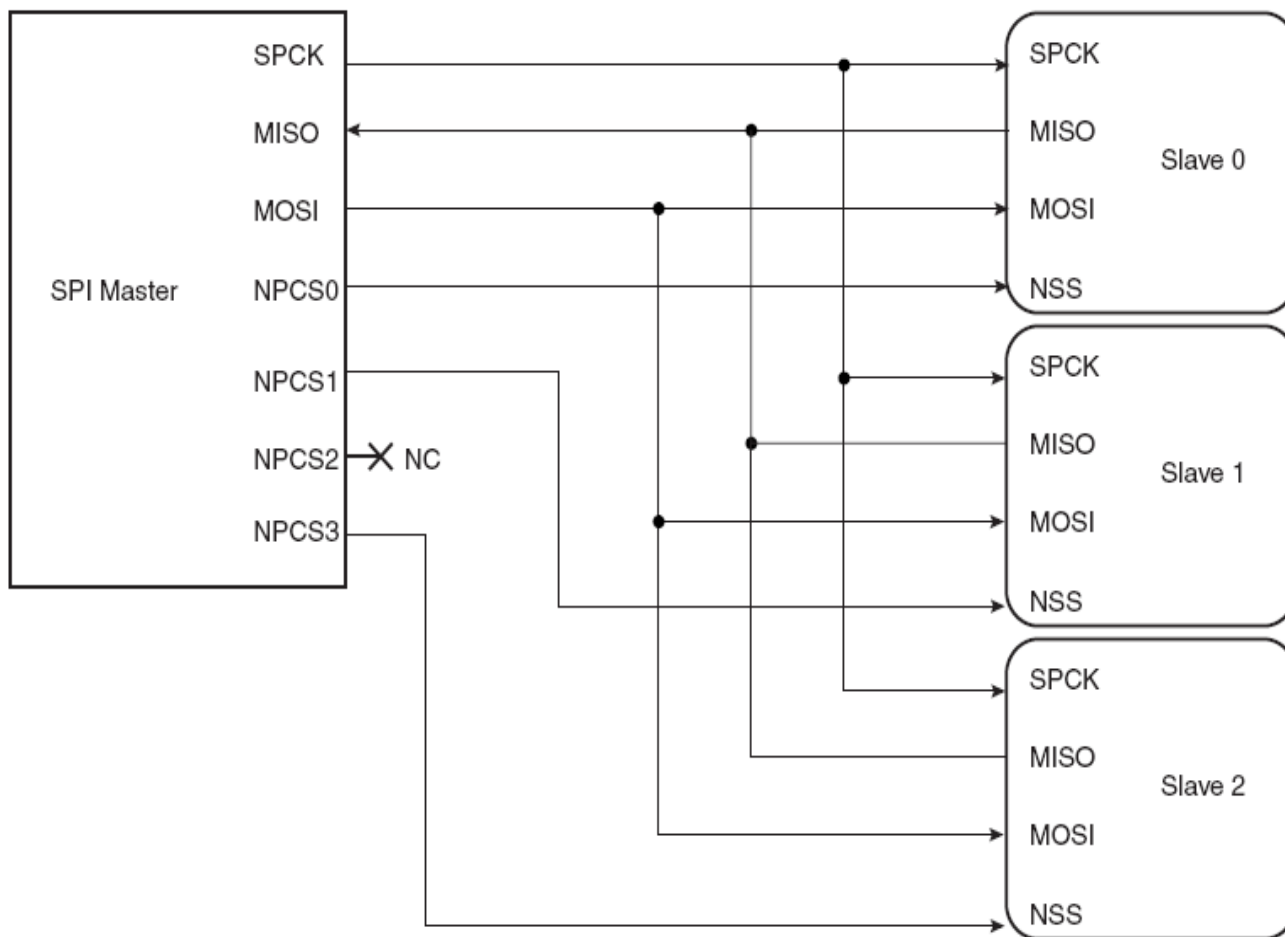 SPCK
MISO
MOSI
SPI Master
NPCS0
NPCS1
NPCS2
NC
NPCS3
SPCK
MISO
Slave 0
MOSI
NSS
SPCK
MISO
Slave 1
MOSI
NSS
SPCK
MISO
Slave 2
MOSI
NSS